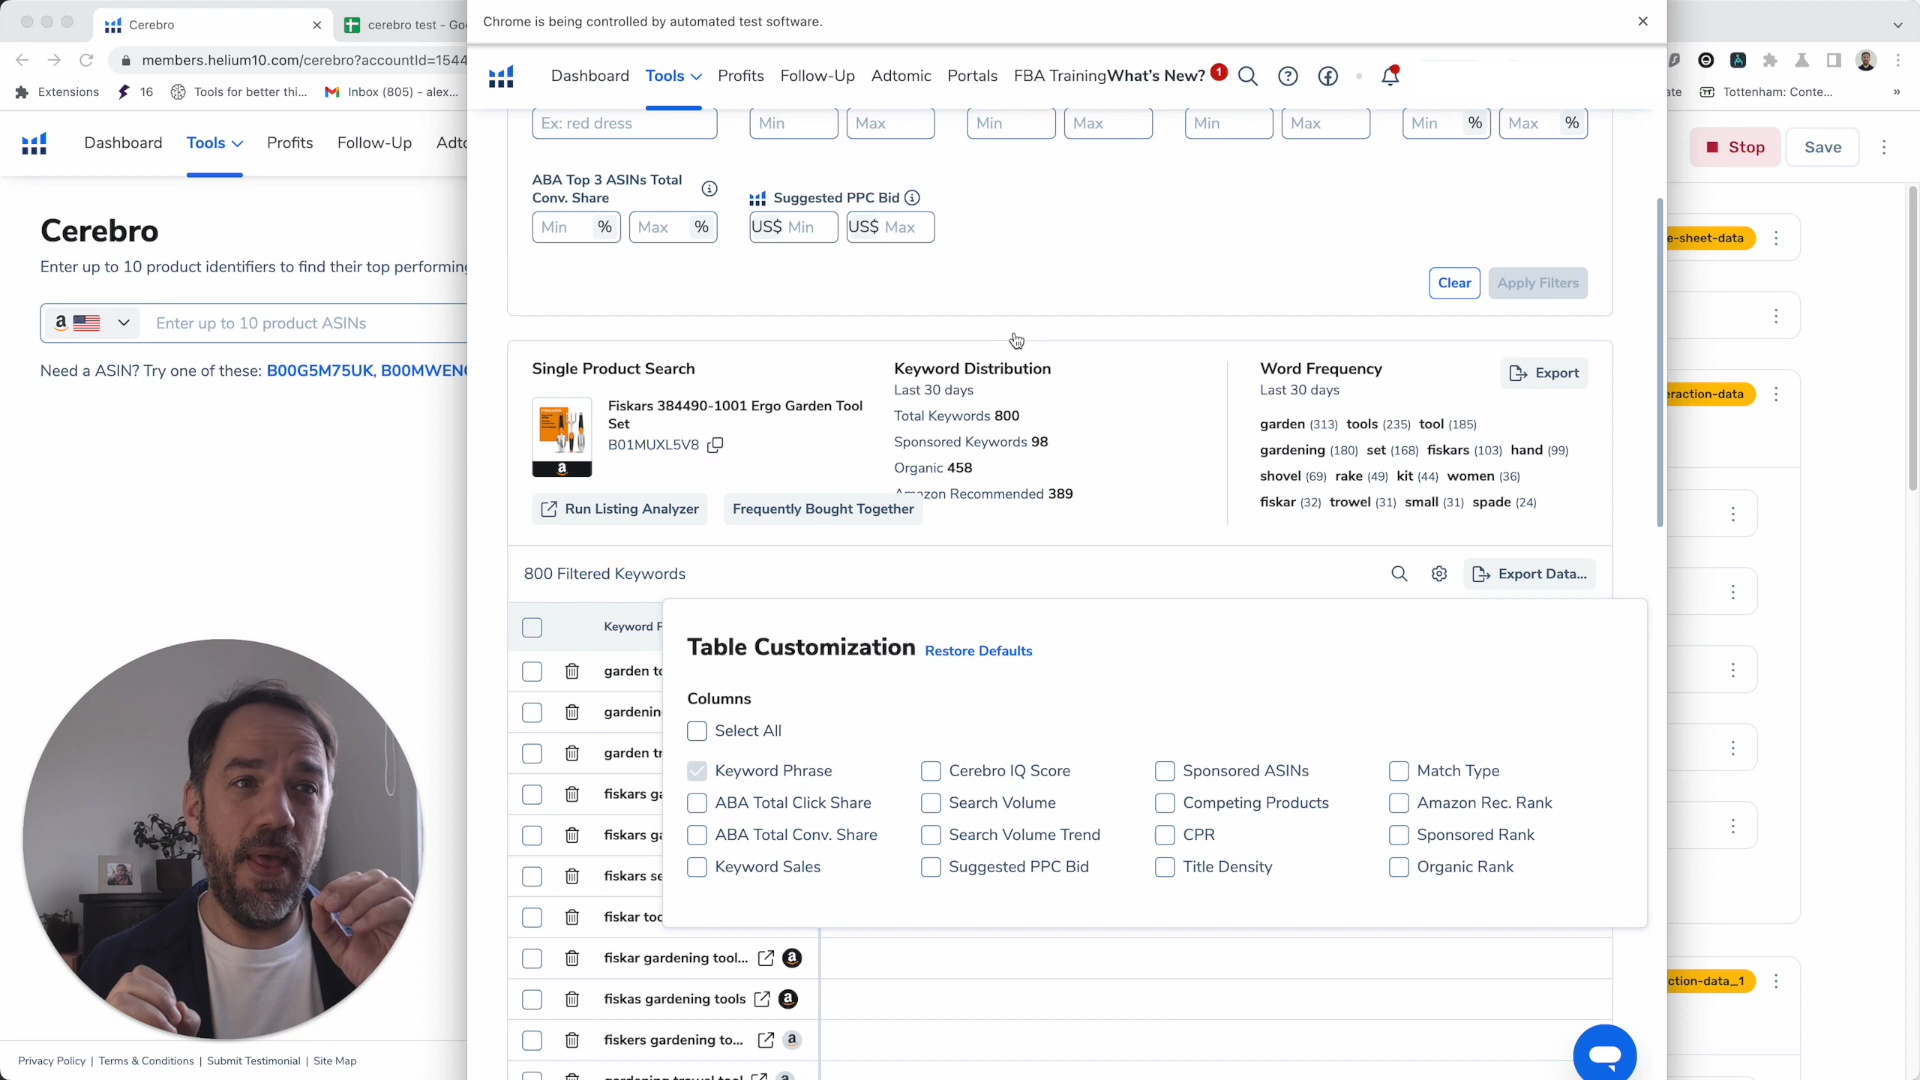 Cerebro
cerebro test - Goo
members.helium10.com/cerebro?accountId=1544
Extensions
16
Tools for better thi...
Inbox (805) - alex...
Dashboard
Tools
Profits
Follow-Up
Cerebro
Enter up to 10 product identifiers to find their top performing
Enter up to 10 product ASINs
Need a ASIN? Try one of these: B00G5M75UK, B00MWEN
Privacy Policy | Terms & Conditions | Submit Testimonial | Site Map
Chrome is being controlled by automated test software.
Dashboard
Tools
Profits
Follow-Up
Adtomic
Portals
FBA Training
What's New?
1
Ex: red dress
Min
Max
Min
Max
Min
Max
Min %
Max %
ABA Top 3 ASINs Total
Conv. Share
Suggested PPC Bid
Min %
Max %
US$ Min
US$ Max
Clear
Apply Filters
Single Product Search
Fiskars 384490-1001 Ergo Garden Tool
Set
B01MUXL5V8
Run Listing Analyzer
Frequently Bought Together
Keyword Distribution
Last 30 days
Total Keywords 800
Sponsored Keywords 98
Organic 458
Amazon Recommended 389
Word Frequency
Last 30 days
Export
garden (313) tools (235) tool (185)
gardening (180) set (168) fiskars (103) hand (99)
shovel (69) rake (49) kit (44) women (36)
fiskar (32) trowel (31) small (31) spade (24)
800 Filtered Keywords
Export Data...
Keyword P
garden to
gardenin
garden tr
fiskars ga
fiskars ga
fiskars se
fiskar too
fiskar gardening tool...
fiskas gardening tools
fiskers gardening to...
gardening trowel tool
Table Customization
Restore Defaults
Columns
Select All
Keyword Phrase
Cerebro IQ Score
Sponsored ASINs
Match Type
ABA Total Click Share
Search Volume
Competing Products
Amazon Rec. Rank
ABA Total Conv. Share
Search Volume Trend
CPR
Sponsored Rank
Keyword Sales
Suggested PPC Bid
Title Density
Organic Rank
Tottenham: Conte...
Stop
Save
e-sheet-data
eraction-data
ction-data_1